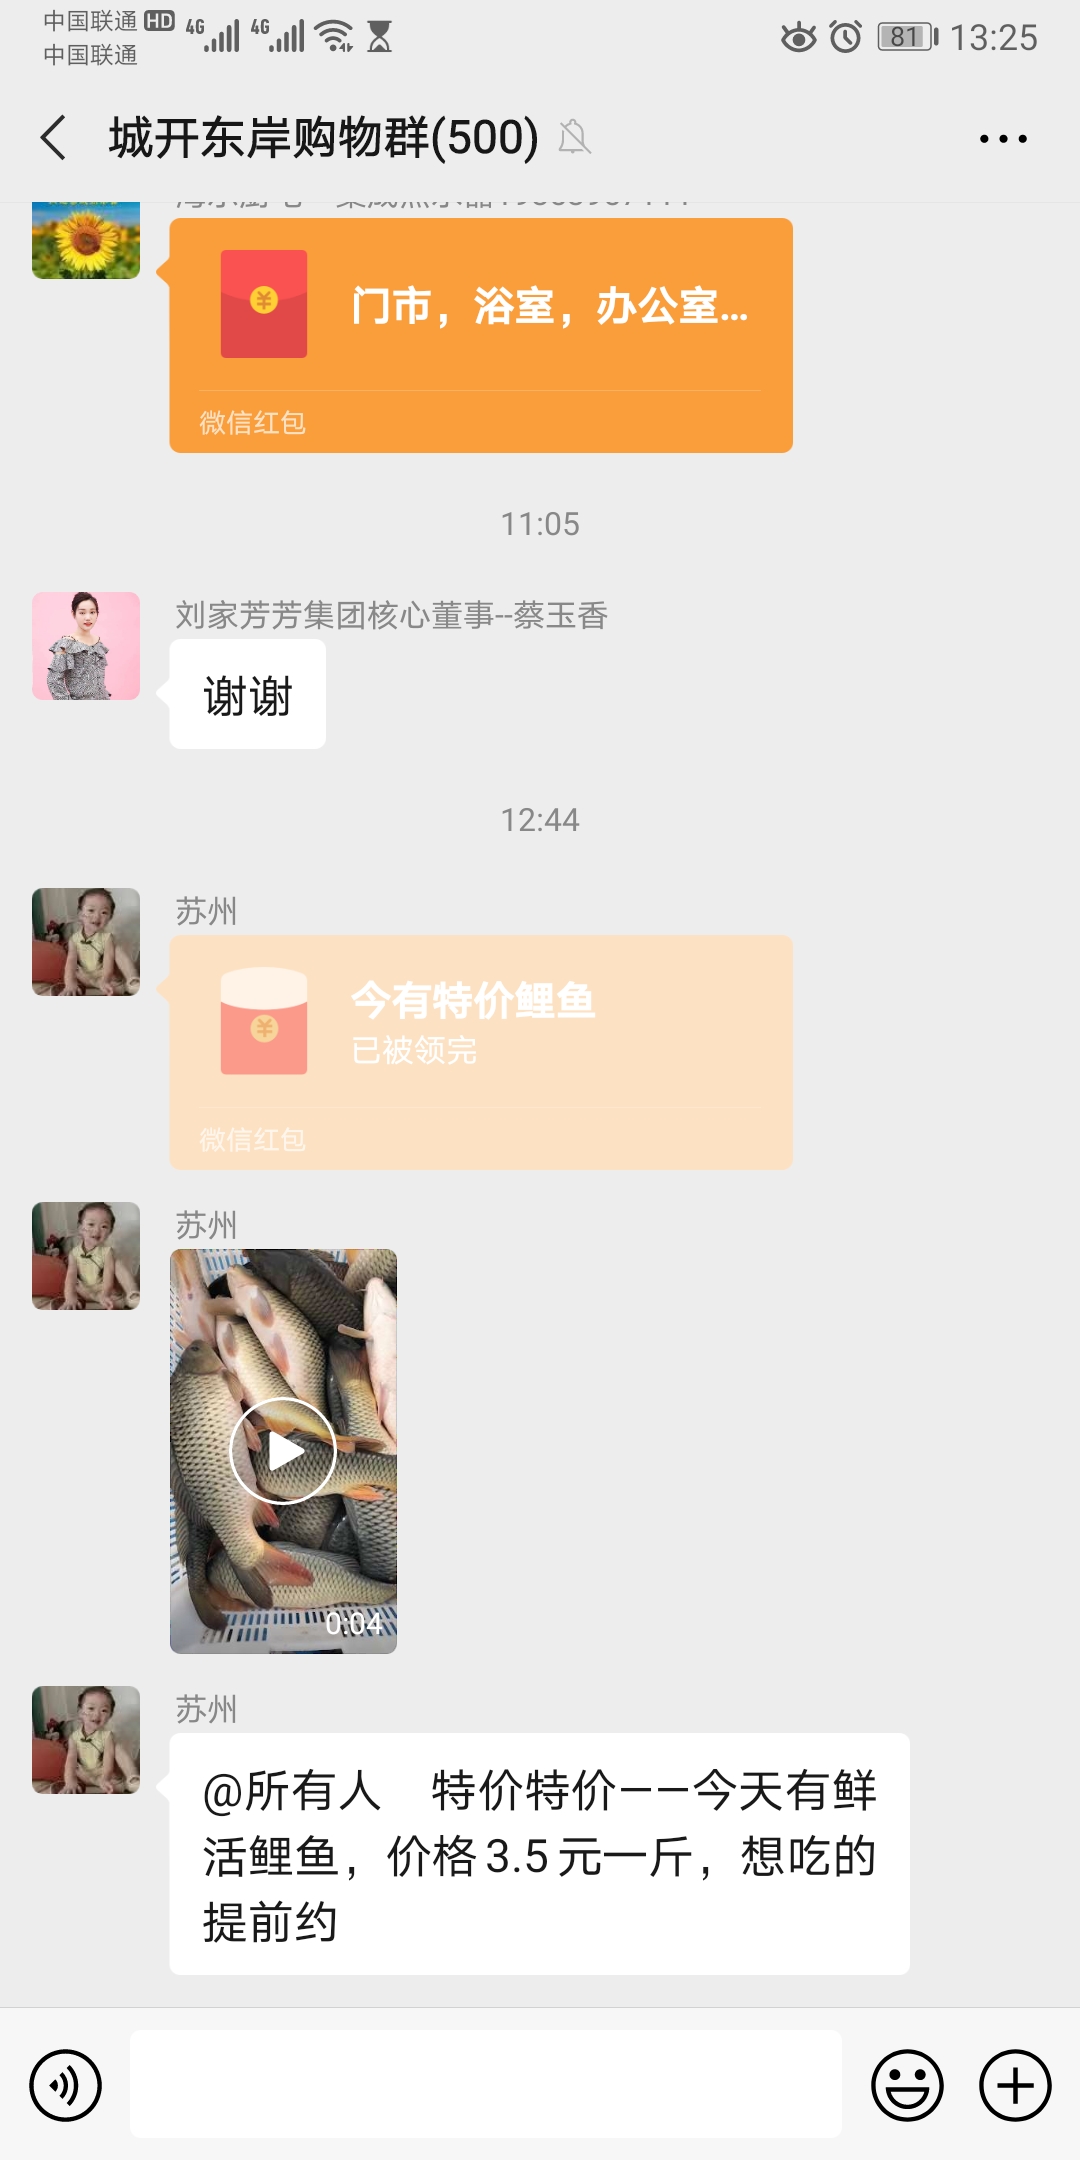 中国联通 HD 4G 4G 81 13:25
中国联通
城开东岸购物群(500)
门市，浴室，办公室...
微信红包
11:05
刘家芳芳集团核心董事--蔡玉香
谢谢
12:44
苏州
今有特价鲤鱼
已被领完
微信红包
苏州
0:04
苏州
@所有人 特价特价——今天有鲜
活鲤鱼，价格3.5元一斤，想吃的
提前约